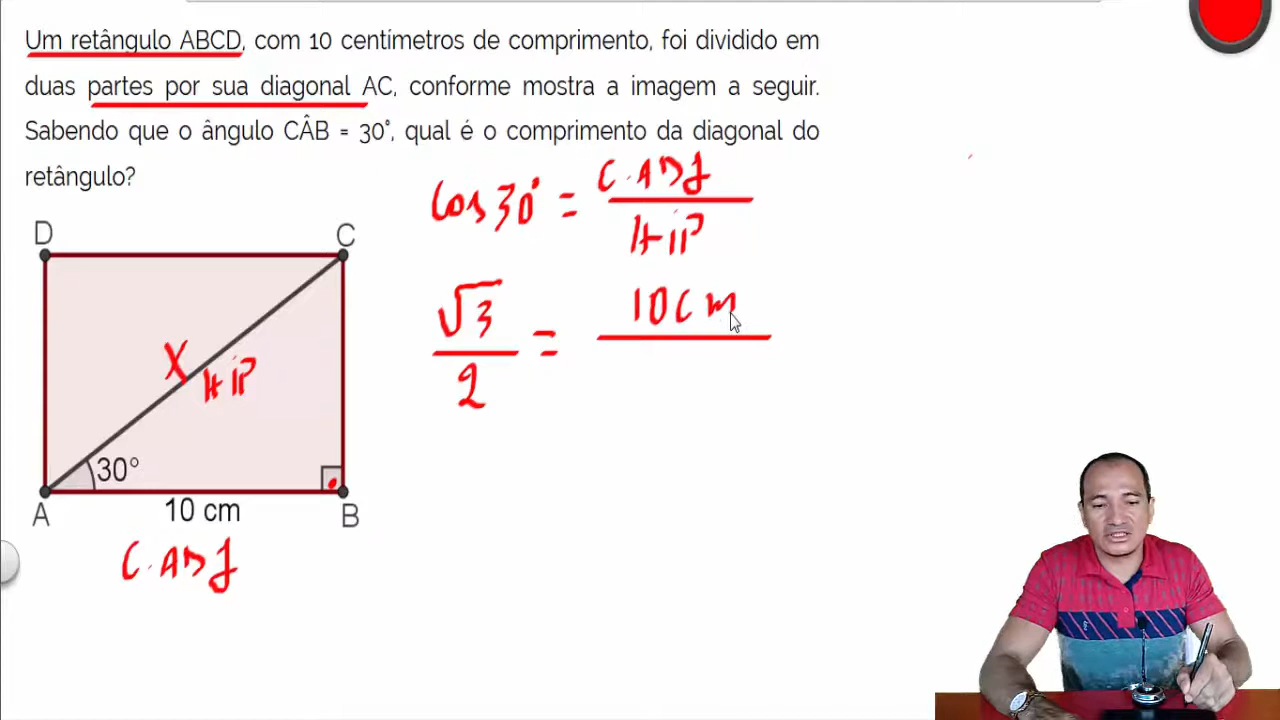 Um retângulo ABCD, com 10 centímetros de comprimento, foi dividido em
duas partes por sua diagonal AC, conforme mostra a imagem a seguir.
Sabendo que o ângulo CÂB = 30°, qual é o comprimento da diagonal do
retângulo?
cos 30° = C.ADJ
HIP
√3
2
= 10cm
D
C
X
HIP
30°
A
10 cm
B
C.ADJ